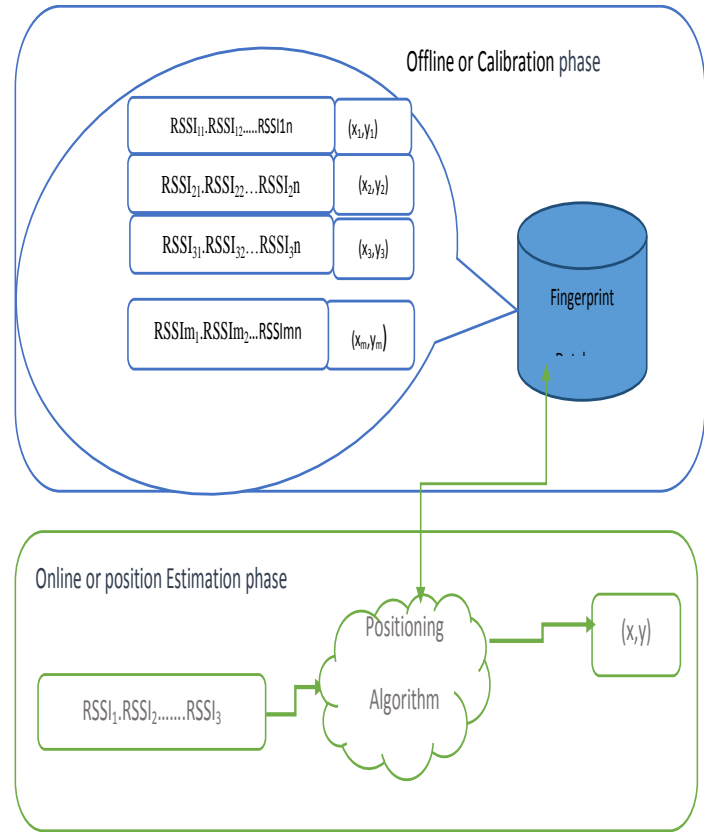 Offline or Calibration phase
RSSI₁₁.RSSI₁₂.....RSSI1n (x₁,y₁)
RSSI₂₁.RSSI₂₂...RSSI₂n (x₂,y₂)
RSSI₃₁.RSSI₃₂...RSSI₃n (x₃,y₃)
RSSIm₁.RSSIm₂...RSSImn (xₘ,yₘ)
Fingerprint
Online or position Estimation phase
Positioning
Algorithm
(x,y)
RSSI₁.RSSI₂.......RSSI₃